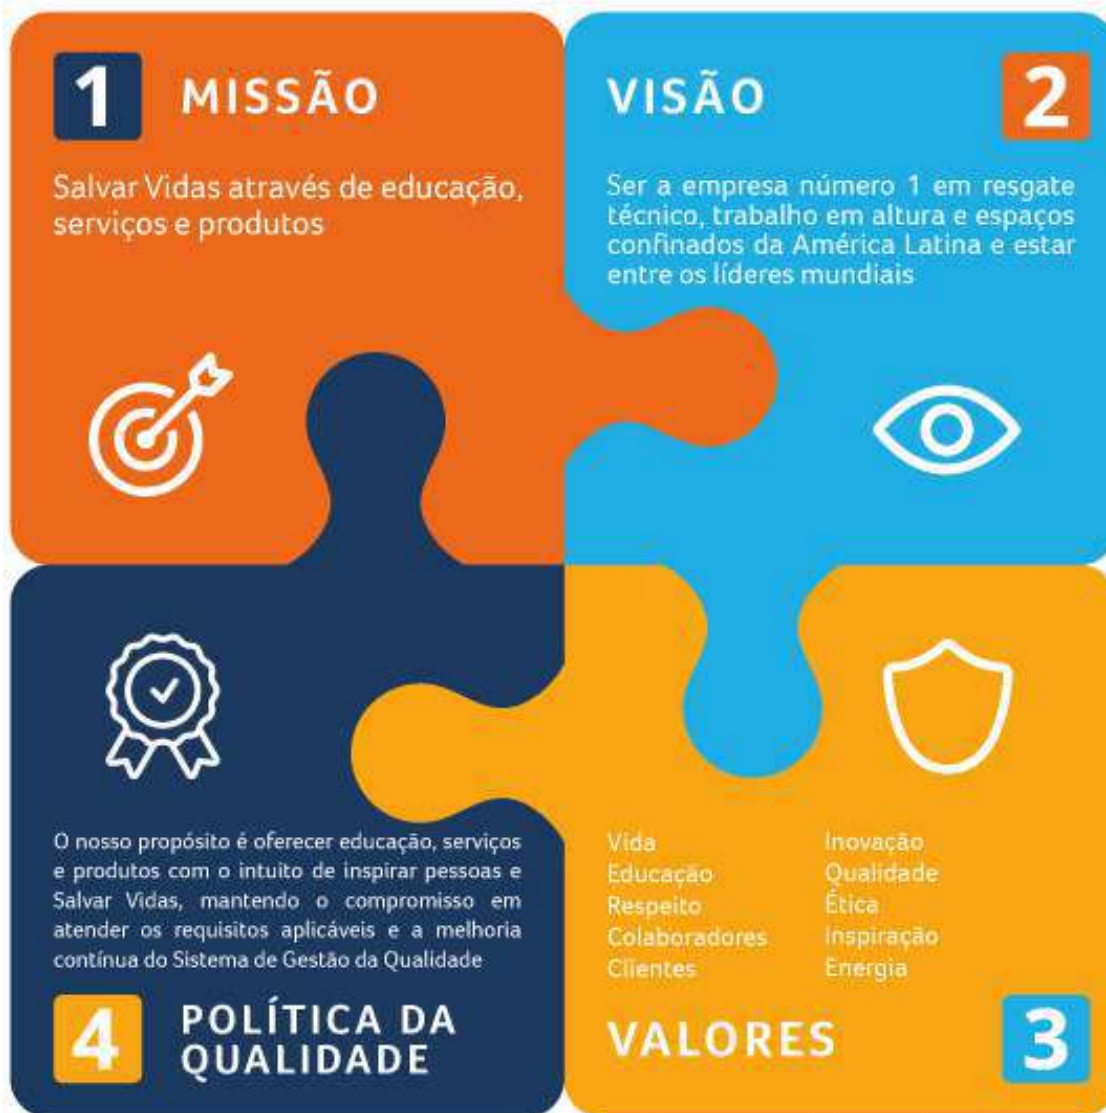 1 MISSÃO
Salvar Vidas através de educação,
serviços e produtos
VISÃO 2
Ser a empresa número 1 em resgate
técnico, trabalho em altura e espaços
confinados da América Latina e estar
entre os líderes mundiais
O nosso propósito é oferecer educação, serviços
e produtos com o intuito de inspirar pessoas e
Salvar Vidas, mantendo o compromisso em
atender os requisitos aplicáveis e a melhoria
contínua do Sistema de Gestão da Qualidade
4 POLÍTICA DA
QUALIDADE
Vida
Educação
Respeito
Colaboradores
Clientes
Inovação
Qualidade
Ética
Inspiração
Energia
VALORES 3